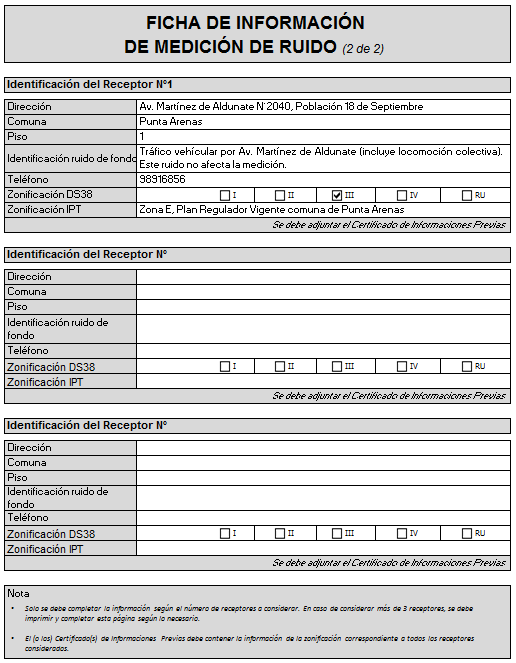 FICHA DE INFORMACIÓN
DE MEDICIÓN DE RUIDO (2 de 2)
Identificación del Receptor N°1
Dirección Av. Martínez de Aldunate N°2040, Población 18 de Septiembre
Comuna Punta Arenas
Piso 1
Identificación ruido de fondo Tráfico vehícular por Av. Martínez de Aldunate (incluye locomoción colectiva).
Este ruido no afecta la medición.
Teléfono 98916856
Zonificación DS38 I II III IV RU
Zonificación IPT Zona E, Plan Regulador Vigente comuna de Punta Arenas
Se debe adjuntar el Certificado de Informaciones Previas
Identificación del Receptor N°
Dirección
Comuna
Piso
Identificación ruido de
fondo
Teléfono
Zonificación DS38 I II III IV RU
Zonificación IPT
Se debe adjuntar el Certificado de Informaciones Previas
Identificación del Receptor N°
Dirección
Comuna
Piso
Identificación ruido de
fondo
Teléfono
Zonificación DS38 I II III IV RU
Zonificación IPT
Se debe adjuntar el Certificado de Informaciones Previas
Nota
• Solo se debe completar la información según el número de receptores a considerar. En caso de considerar más de 3 receptores, se debe
imprimir y completar esta página según lo necesario.
• El (o los) Certificado(s) de Informaciones Previas debe contener la información de la zonificación correspondiente a todos los receptores
considerados.